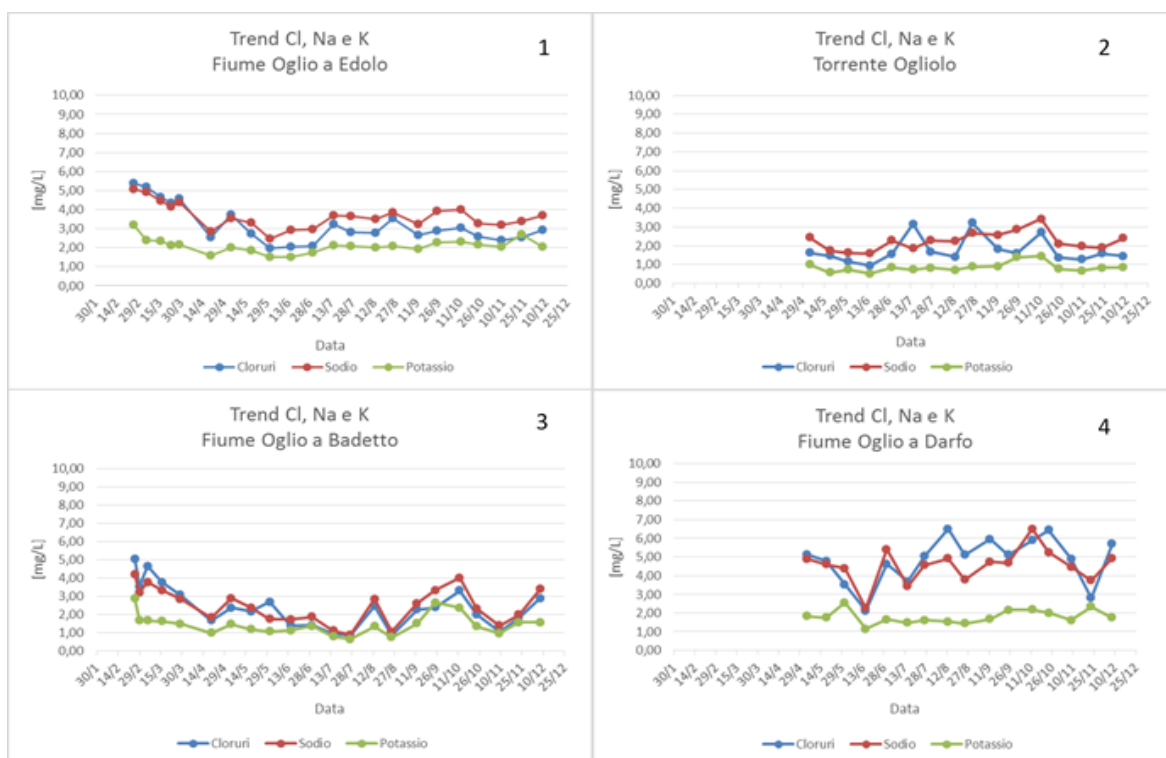 Trend Cl, Na e K
Fiume Oglio a Edolo
1
10,00
9,00
8,00
7,00
6,00
5,00
4,00
3,00
2,00
1,00
0,00
[mg/L]
30/1 14/2 29/2 15/3 30/3 14/4 29/4 14/5 29/5 13/6 28/6 13/7 28/7 12/8 27/8 11/9 26/9 11/10 26/10 10/11 25/11 10/12 25/12
Data
Cloruri Sodio Potassio
Trend Cl, Na e K
Torrente Ogliolo
2
10,00
9,00
8,00
7,00
6,00
5,00
4,00
3,00
2,00
1,00
0,00
[mg/L]
30/1 14/2 29/2 15/3 30/3 14/4 29/4 14/5 29/5 13/6 28/6 13/7 28/7 12/8 27/8 11/9 26/9 11/10 26/10 10/11 25/11 10/12 25/12
Data
Cloruri Sodio Potassio
Trend Cl, Na e K
Fiume Oglio a Badetto
3
10,00
9,00
8,00
7,00
6,00
5,00
4,00
3,00
2,00
1,00
0,00
[mg/L]
30/1 14/2 29/2 15/3 30/3 14/4 29/4 14/5 29/5 13/6 28/6 13/7 28/7 12/8 27/8 11/9 26/9 11/10 26/10 10/11 25/11 10/12 25/12
Data
Cloruri Sodio Potassio
Trend Cl, Na e K
Fiume Oglio a Darfo
4
10,00
9,00
8,00
7,00
6,00
5,00
4,00
3,00
2,00
1,00
0,00
[mg/L]
30/1 14/2 29/2 15/3 30/3 14/4 29/4 14/5 29/5 13/6 28/6 13/7 28/7 12/8 27/8 11/9 26/9 11/10 26/10 10/11 25/11 10/12 25/12
Data
Cloruri Sodio Potassio